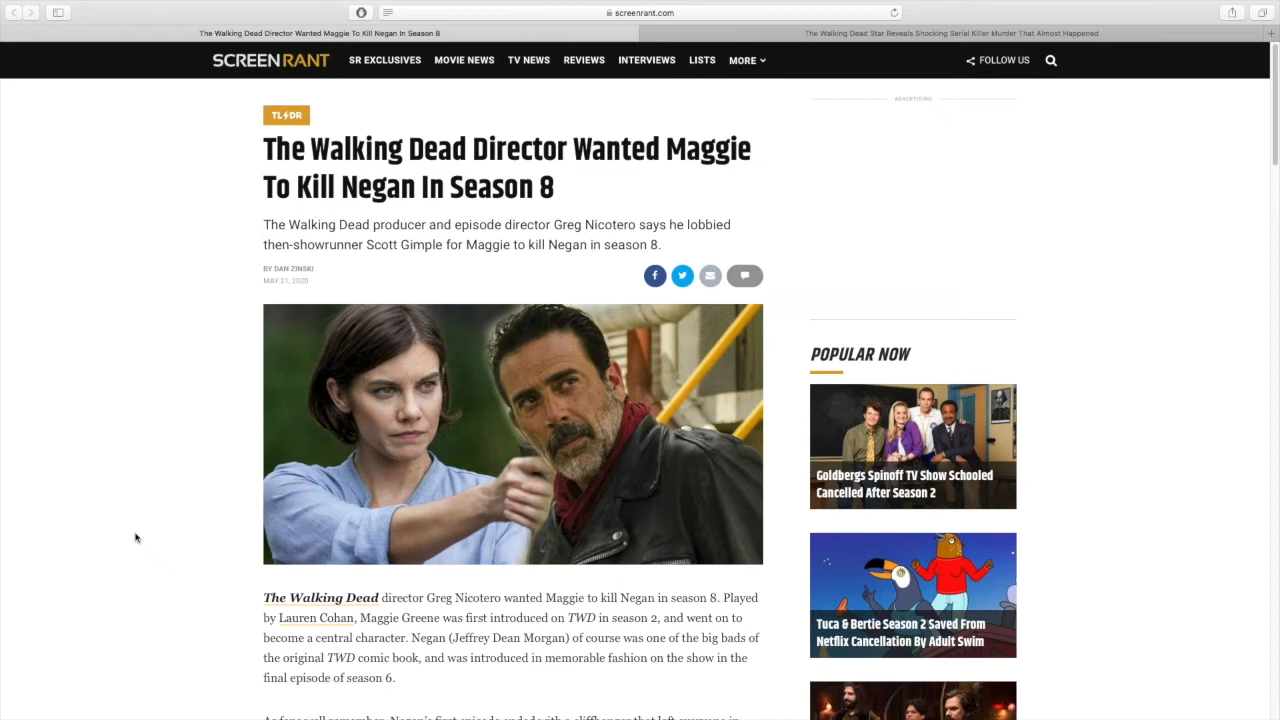 screenrant.com
The Walking Dead Director Wanted Maggie To Kill Negan In Season 8
The Walking Dead Star Reveals Shocking Serial Killer Murder That Almost Happened
SCREENRANT
SR EXCLUSIVES
MOVIE NEWS
TV NEWS
REVIEWS
INTERVIEWS
LISTS
MORE
FOLLOW US
TL DR
The Walking Dead Director Wanted Maggie
To Kill Negan In Season 8
The Walking Dead producer and episode director Greg Nicotero says he lobbied
then-showrunner Scott Gimple for Maggie to kill Negan in season 8.
BY DAN ZINSKI
MAY 21, 2020
The Walking Dead director Greg Nicotero wanted Maggie to kill Negan in season 8. Played
by Lauren Cohan, Maggie Greene was first introduced on TWD in season 2, and went on to
become a central character. Negan (Jeffrey Dean Morgan) of course was one of the big bads of
the original TWD comic book, and was introduced in memorable fashion on the show in the
final episode of season 6.
ADVERTISING
POPULAR NOW
Goldbergs Spinoff TV Show Schooled
Cancelled After Season 2
Tuca & Bertie Season 2 Saved From
Netflix Cancellation By Adult Swim